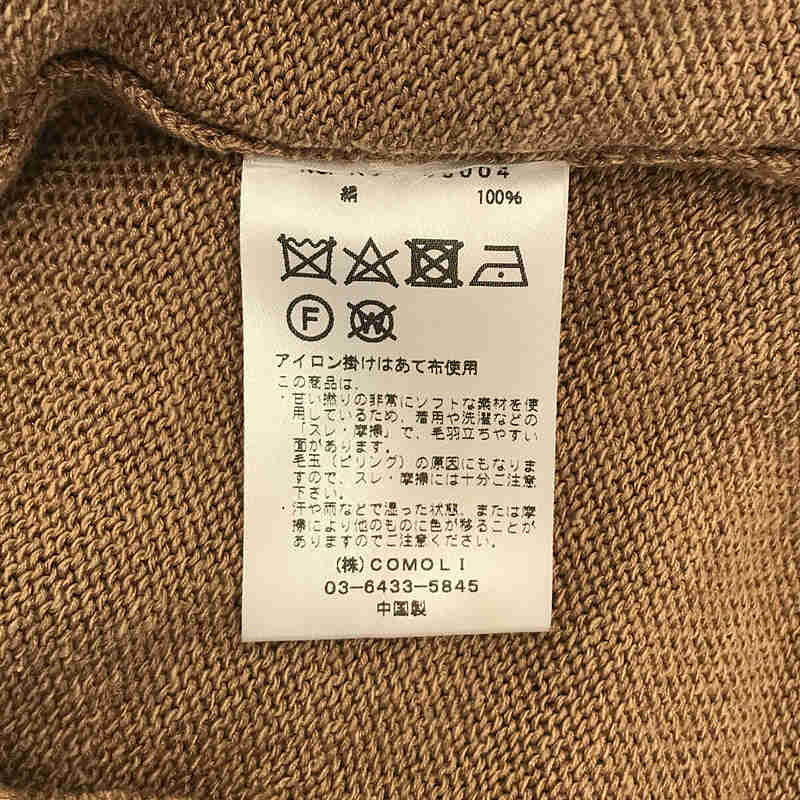 絹 100%
F W
アイロン掛けはあて布使用
この商品は、
・甘い撚りの非常にソフトな素材を使
用しているため、着用や洗濯などの
「スレ・摩擦」で、毛羽立ちやすい
面があります。
毛玉（ピリング）の原因にもなりま
すので、スレ・摩擦には十分ご注意
下さい。
・汗や雨などで湿った状態、または摩
擦により他のものに色が移ることが
ありますのでご注意ください。
(株) COMOLI
03-6433-5845
中国製